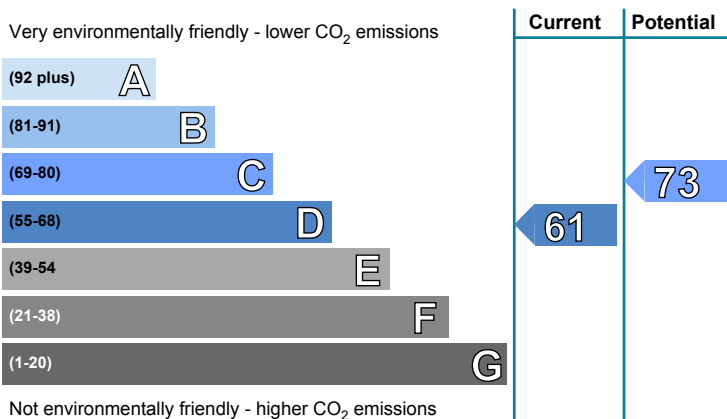 Current Potential
Very environmentally friendly - lower CO2 emissions
(92 plus) A
(81-91) B
(69-80) C
73
(55-68) D
61
(39-54 E
(21-38) F
(1-20) G
Not environmentally friendly - higher CO2 emissions